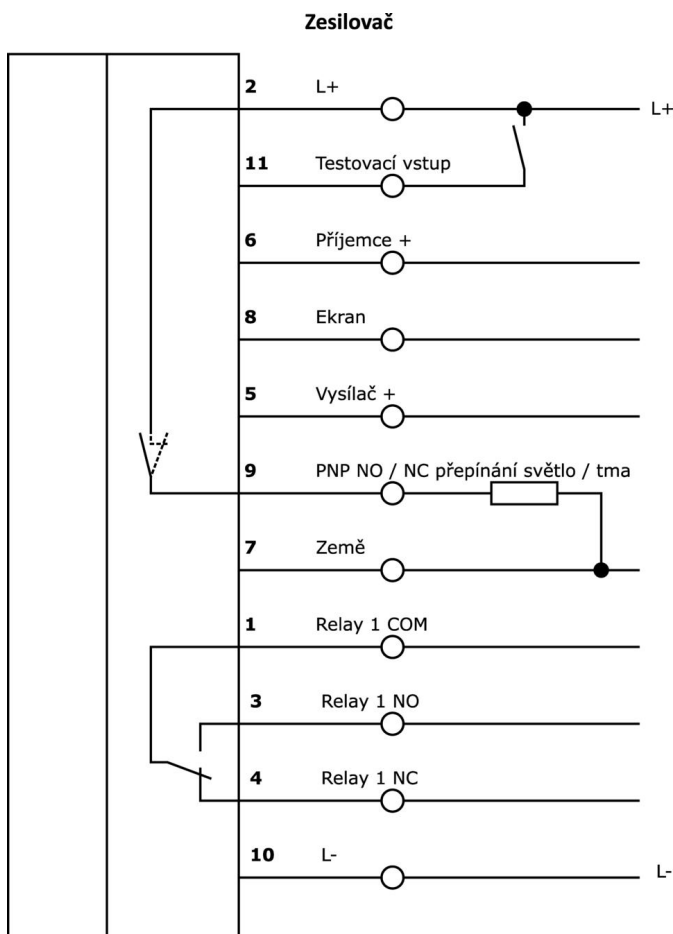 Zesilovač
2 L+
L+
11 Testovací vstup
6 Příjemce +
8 Ekran
5 Vysílač +
9 PNP NO / NC přepínání světlo / tma
7 Země
1 Relay 1 COM
3 Relay 1 NO
4 Relay 1 NC
10 L-
L-